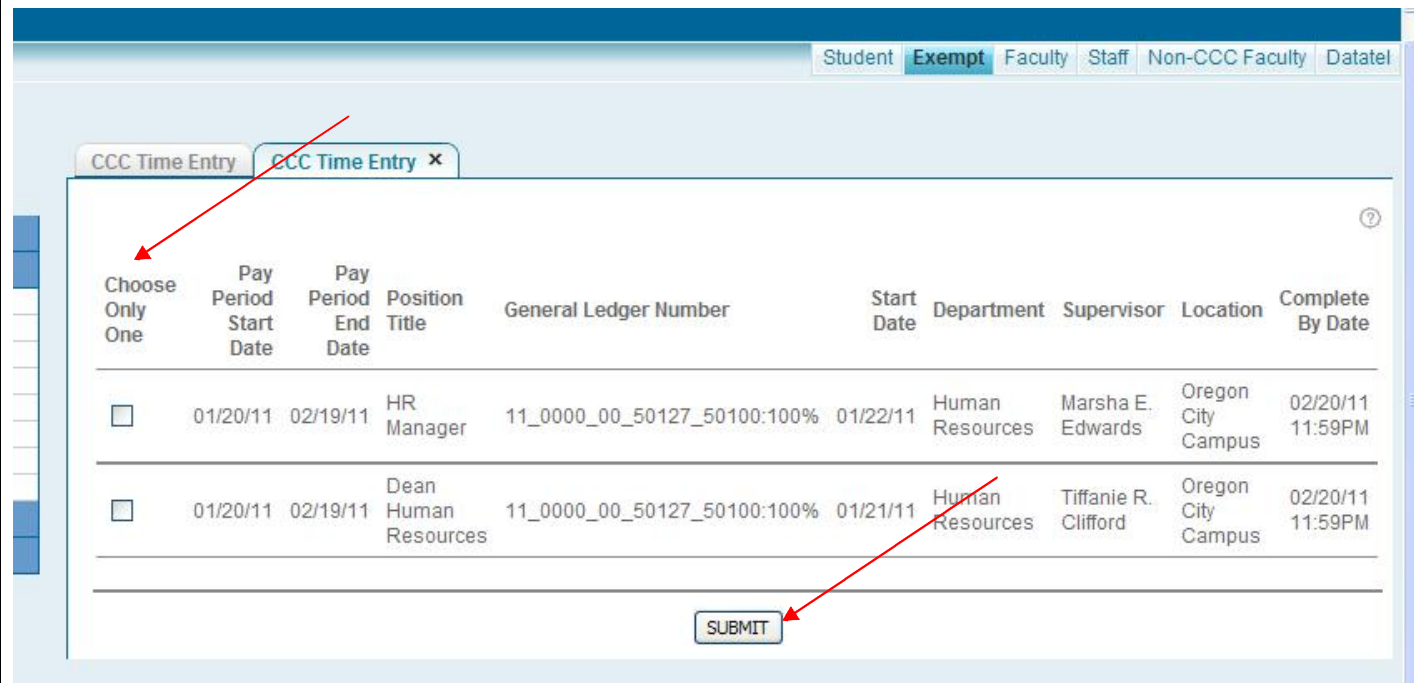 Student Exempt Faculty Staff Non-CCC Faculty Datatel
CCC Time Entry CCC Time Entry ×
?
Choose Only One Pay Period Start Date Pay Period End Date Position Title General Ledger Number Start Date Department Supervisor Location Complete By Date
01/20/11 02/19/11 HR Manager 11_0000_00_50127_50100:100% 01/22/11 Human Resources Marsha E. Edwards Oregon City Campus 02/20/11 11:59PM
01/20/11 02/19/11 Dean Human Resources 11_0000_00_50127_50100:100% 01/21/11 Human Resources Tiffanie R. Clifford Oregon City Campus 02/20/11 11:59PM
SUBMIT